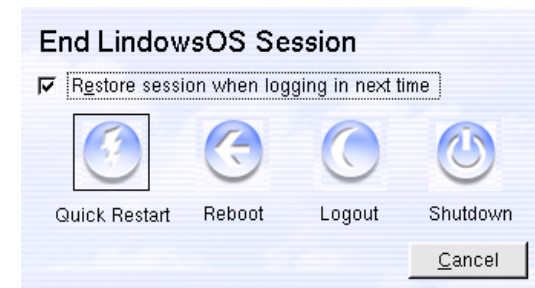 End LindowsOS Session
Restore session when logging in next time
Quick Restart Reboot Logout Shutdown
Cancel